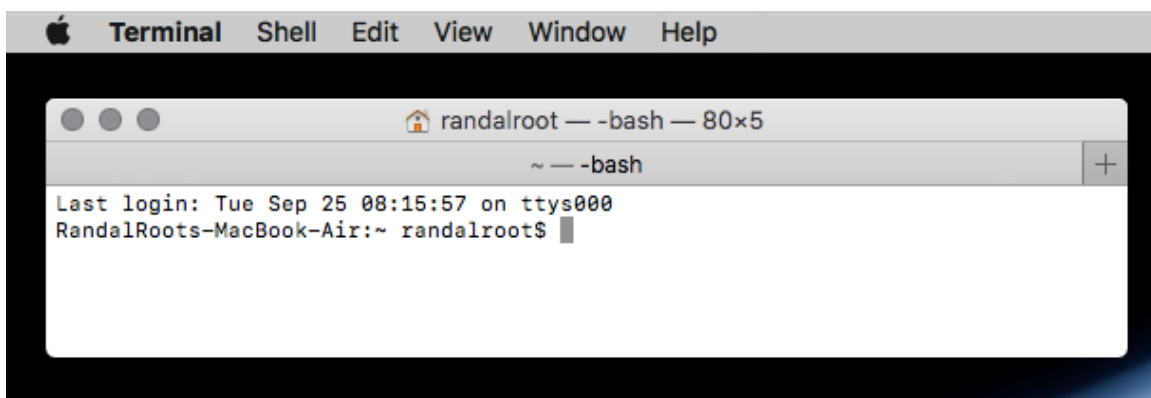 Terminal Shell Edit View Window Help
randalroot — -bash — 80×5
~ — -bash
Last login: Tue Sep 25 08:15:57 on ttys000
RandalRoots-MacBook-Air:~ randalroot$